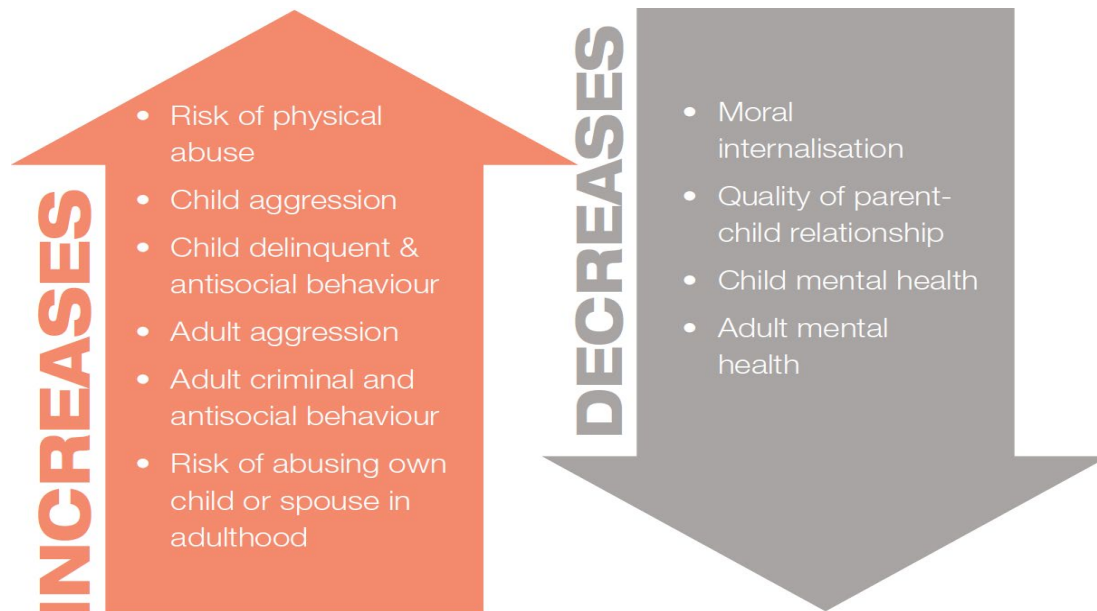 INCREASES
• Risk of physical
abuse
• Child aggression
• Child delinquent &
antisocial behaviour
• Adult aggression
• Adult criminal and
antisocial behaviour
• Risk of abusing own
child or spouse in
adulthood
DECREASES
• Moral
internalisation
• Quality of parent-
child relationship
• Child mental health
• Adult mental
health